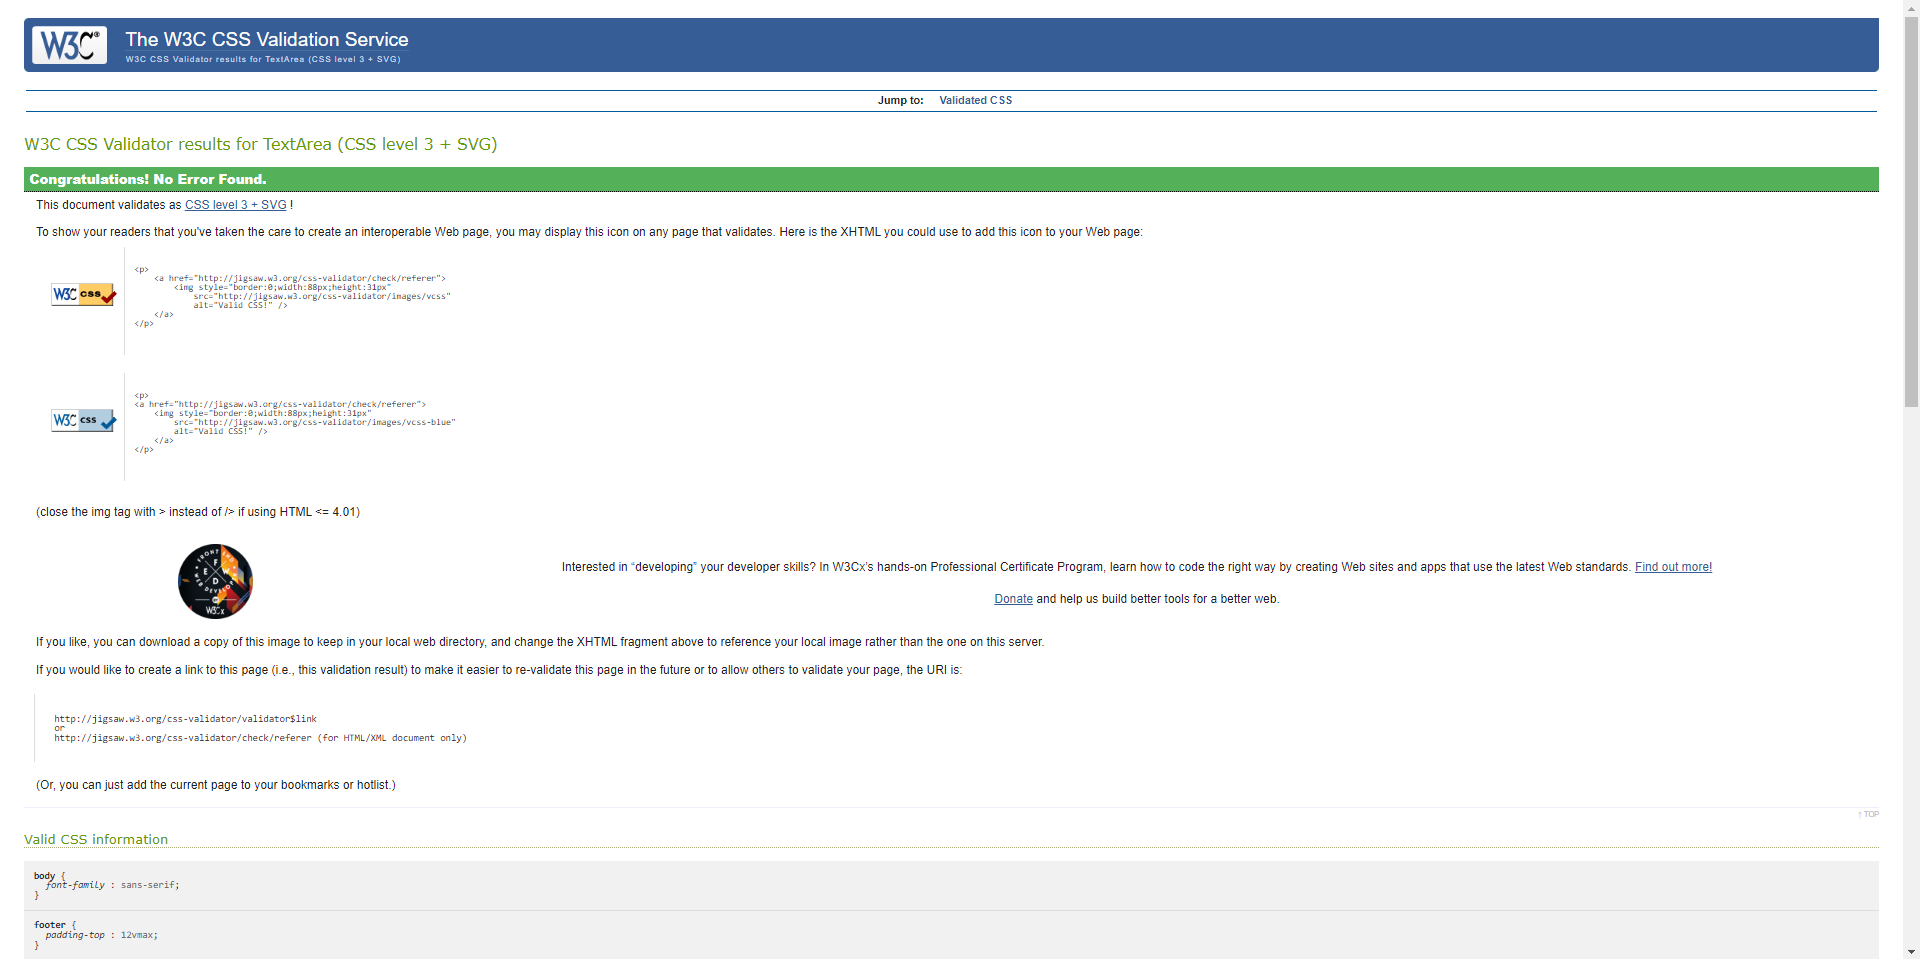 W3C®
The W3C CSS Validation Service
W3C CSS Validator results for TextArea (CSS level 3 + SVG)
Jump to: Validated CSS
W3C CSS Validator results for TextArea (CSS level 3 + SVG)
Congratulations! No Error Found.
This document validates as CSS level 3 + SVG !
To show your readers that you've taken the care to create an interoperable Web page, you may display this icon on any page that validates. Here is the XHTML you could use to add this icon to your Web page:
W3C css
<p>
<a href="http://jigsaw.w3.org/css-validator/check/referer">
<img style="border:0;width:88px;height:31px"
src="http://jigsaw.w3.org/css-validator/images/vcss"
alt="Valid CSS!" />
</a>
</p>
W3C css
<p>
<a href="http://jigsaw.w3.org/css-validator/check/referer">
<img style="border:0;width:88px;height:31px"
src="http://jigsaw.w3.org/css-validator/images/vcss-blue"
alt="Valid CSS!" />
</a>
</p>
(close the img tag with > instead of /> if using HTML <= 4.01)
FRONT END
WEB DEVELOPER
F E W D
W3Cx
Interested in “developing” your developer skills? In W3Cx’s hands-on Professional Certificate Program, learn how to code the right way by creating Web sites and apps that use the latest Web standards. Find out more!
Donate and help us build better tools for a better web.
If you like, you can download a copy of this image to keep in your local web directory, and change the XHTML fragment above to reference your local image rather than the one on this server.
If you would like to create a link to this page (i.e., this validation result) to make it easier to re-validate this page in the future or to allow others to validate your page, the URI is:
http://jigsaw.w3.org/css-validator/validator$link
or
http://jigsaw.w3.org/css-validator/check/referer (for HTML/XML document only)
(Or, you can just add the current page to your bookmarks or hotlist.)
↑ TOP
Valid CSS information
body {
font-family : sans-serif;
}
footer {
padding-top : 12vmax;
}